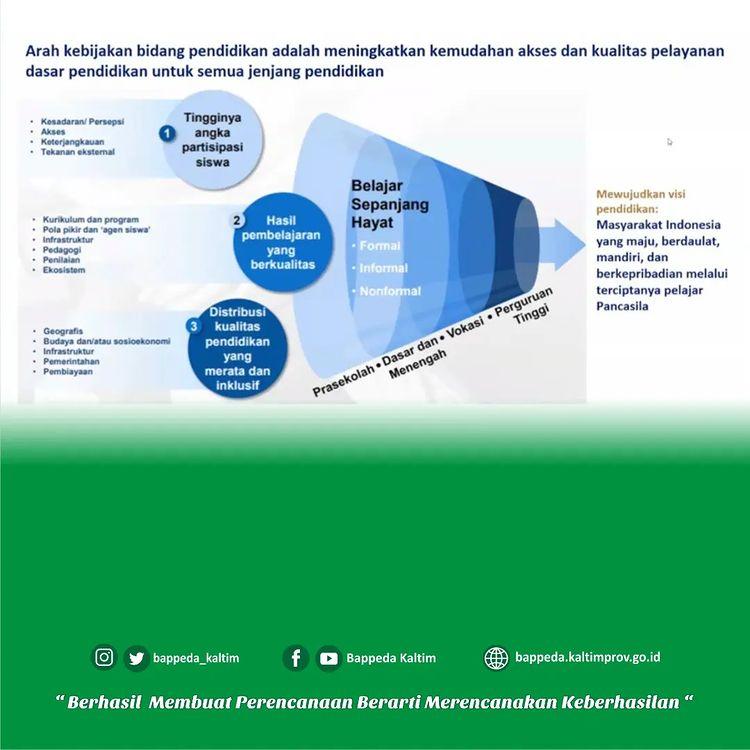 Arah kebijakan bidang pendidikan adalah meningkatkan kemudahan akses dan kualitas pelayanan
dasar pendidikan untuk semua jenjang pendidikan
• Kesadaran/ Persepsi
• Akses
• Keterjangkauan
• Tekanan eksternal
1
Tingginya
angka
partisipasi
siswa
• Kurikulum dan program
• Pola pikir dan 'agen siswa'
• Infrastruktur
• Pedagogi
• Penilaian
• Ekosistem
2
Hasil
pembelajaran
yang
berkualitas
• Geografis
• Budaya dan/atau sosioekonomi
• Infrastruktur
• Pemerintahan
• Pembiayaan
3
Distribusi
kualitas
pendidikan
yang
merata dan
inklusif
Belajar
Sepanjang
Hayat
• Formal
• Informal
• Nonformal
Prasekolah • Dasar dan • Vokasi • Perguruan
Menengah
Tinggi
Mewujudkan visi
pendidikan:
Masyarakat Indonesia
yang maju, berdaulat,
mandiri, dan
berkepribadian melalui
terciptanya pelajar
Pancasila
bappeda_kaltim
Bappeda Kaltim
bappeda.kaltimprov.go.id
“ Berhasil Membuat Perencanaan Berarti Merencanakan Keberhasilan “